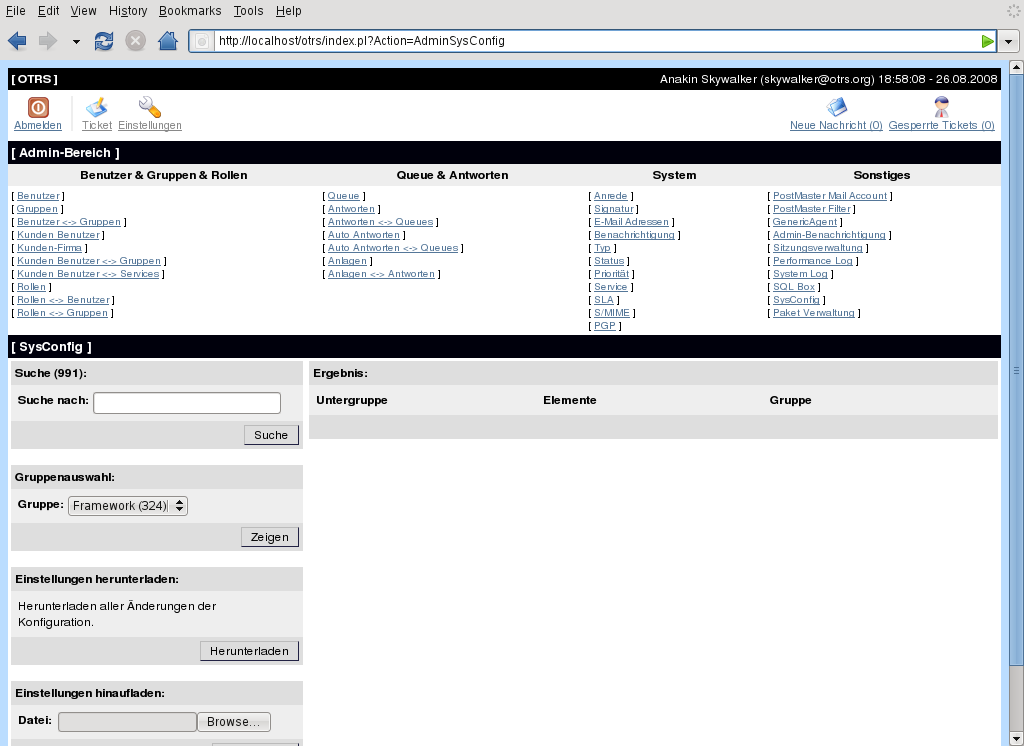 File Edit View History Bookmarks Tools Help
http://localhost/otrs/index.pl?Action=AdminSysConfig
[ OTRS ] Anakin Skywalker (skywalker@otrs.org) 18:58:08 - 26.08.2008
Abmelden Ticket Einstellungen Neue Nachricht (0) Gesperrte Tickets (0)
[ Admin-Bereich ]
Benutzer & Gruppen & Rollen Queue & Antworten System Sonstiges
[ Benutzer ] [ Queue ] [ Anrede ] [ PostMaster Mail Account ]
[ Gruppen ] [ Antworten ] [ Signatur ] [ PostMaster Filter ]
[ Benutzer <-> Gruppen ] [ Antworten <-> Queues ] [ E-Mail Adressen ] [ GenericAgent ]
[ Kunden Benutzer ] [ Auto Antworten ] [ Benachrichtigung ] [ Admin-Benachrichtigung ]
[ Kunden-Firma ] [ Auto Antworten <-> Queues ] [ Typ ] [ Sitzungsverwaltung ]
[ Kunden Benutzer <-> Gruppen ] [ Anlagen ] [ Status ] [ Performance Log ]
[ Kunden Benutzer <-> Services ] [ Anlagen <-> Antworten ] [ Priorität ] [ System Log ]
[ Rollen ] [ Service ] [ SQL Box ]
[ Rollen <-> Benutzer ] [ SLA ] [ SysConfig ]
[ Rollen <-> Gruppen ] [ S/MIME ] [ Paket Verwaltung ]
[ PGP ]
[ SysConfig ]
Suche (991): Ergebnis:
Suche nach: Untergruppe Elemente Gruppe
Suche
Gruppenauswahl:
Gruppe: Framework (324)
Zeigen
Einstellungen herunterladen:
Herunterladen aller Änderungen der
Konfiguration.
Herunterladen
Einstellungen hinaufladen:
Datei: Browse...